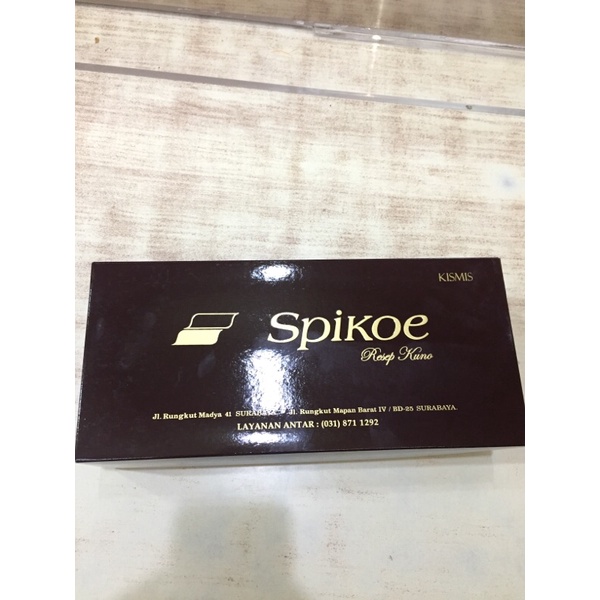 KISMIS
Spikoe
Resep Kuno
Jl. Rungkut Madya 41 SURABAYA - Jl. Rungkut Mapan Barat IV / BD-25 SURABAYA.
LAYANAN ANTAR : (031) 871 1292